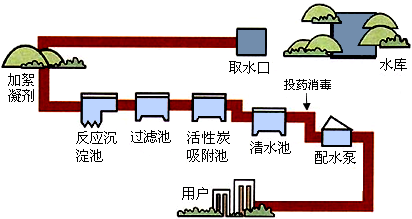 取水口
水库
加絮
凝剂
投药消毒
反应沉
淀池
过滤池
活性炭
吸附池
清水池
配水泵
用户